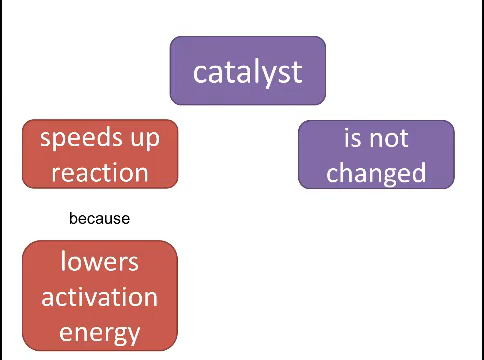 catalyst
speeds up
reaction
is not
changed
because
lowers
activation
energy